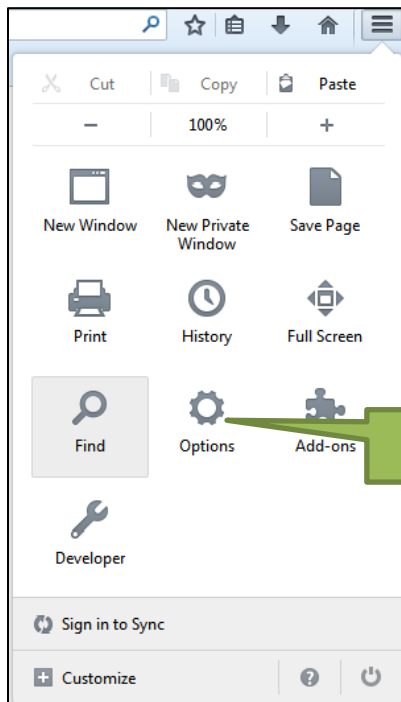 Cut Copy Paste
− 100% +
New Window New Private Window Save Page
Print History Full Screen
Find Options Add-ons
Developer
Sign in to Sync
Customize